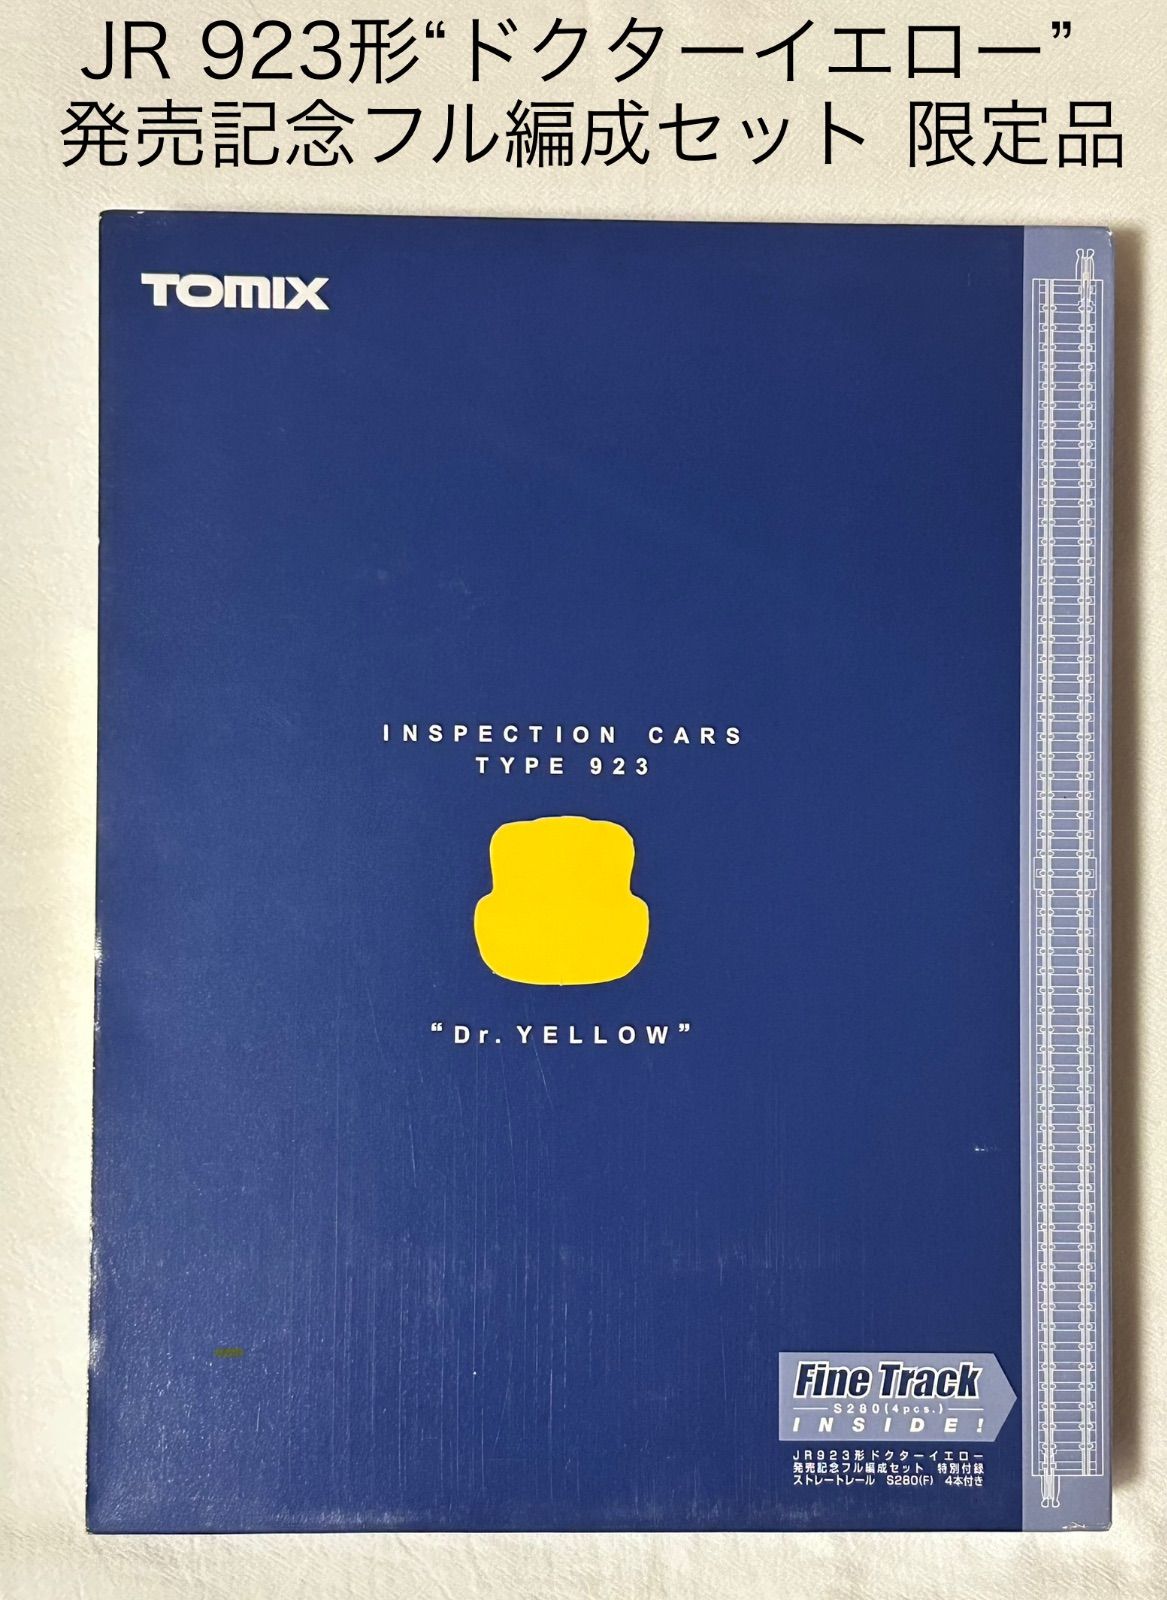 JR 923形“ドクターイエロー”
発売記念フル編成セット 限定品
TOMIX
INSPECTION CARS
TYPE 923
“Dr. YELLOW”
Fine Track
S280(4pcs.)
INSIDE!
JR923形ドクターイエロー
発売記念フル編成セット 特別付録
ストレートレール S280(F) 4本付き